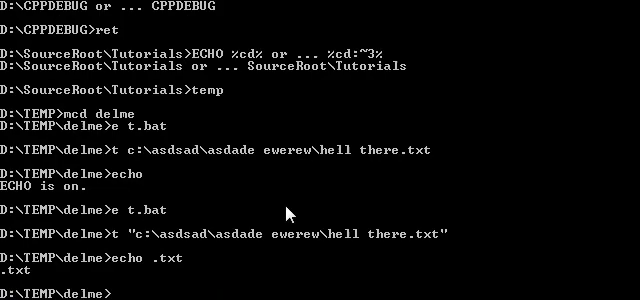 D:\CPPDEBUG or ... CPPDEBUG
D:\CPPDEBUG>ret
D:\SourceRoot\Tutorials>ECHO %cd% or ... %cd:~3%
D:\SourceRoot\Tutorials or ... SourceRoot\Tutorials
D:\SourceRoot\Tutorials>temp
D:\TEMP>mcd delme
D:\TEMP\delme>e t.bat
D:\TEMP\delme>t c:\asdsad\asdade ewerew\hell there.txt
D:\TEMP\delme>echo
ECHO is on.
D:\TEMP\delme>e t.bat
D:\TEMP\delme>t "c:\asdsad\asdade ewerew\hell there.txt"
D:\TEMP\delme>echo .txt
.txt
D:\TEMP\delme>